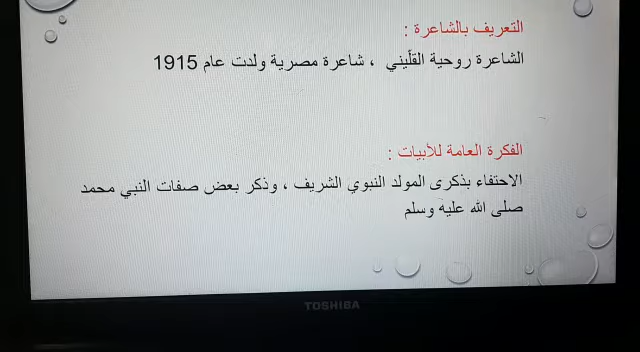 التعريف بالشاعرة :
الشاعرة روحية القلّيني ، شاعرة مصرية ولدت عام 1915
الفكرة العامة للأبيات :
الاحتفاء بذكرى المولد النبوي الشريف ، وذكر بعض صفات النبي محمد
صلى الله عليه وسلم
TOSHIBA